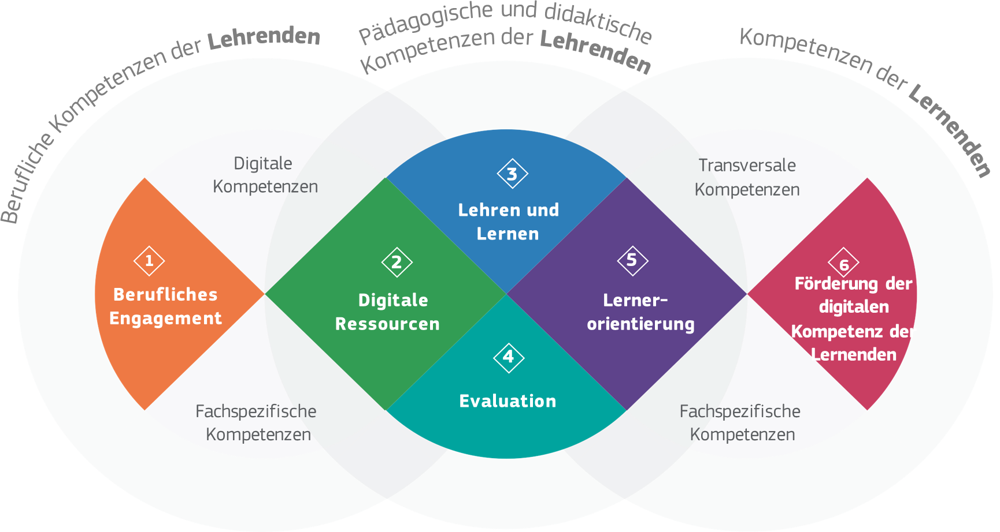 Berufliche Kompetenzen der Lehrenden
Pädagogische und didaktische
Kompetenzen der Lehrenden
Kompetenzen der Lernenden
Digitale
Kompetenzen
Transversale
Kompetenzen
1
Berufliches
Engagement
2
Digitale
Ressourcen
3
Lehren und
Lernen
4
Evaluation
5
Lerner-
orientierung
6
Förderung der
digitalen
Kompetenz der
Lernenden
Fachspezifische
Kompetenzen
Fachspezifische
Kompetenzen